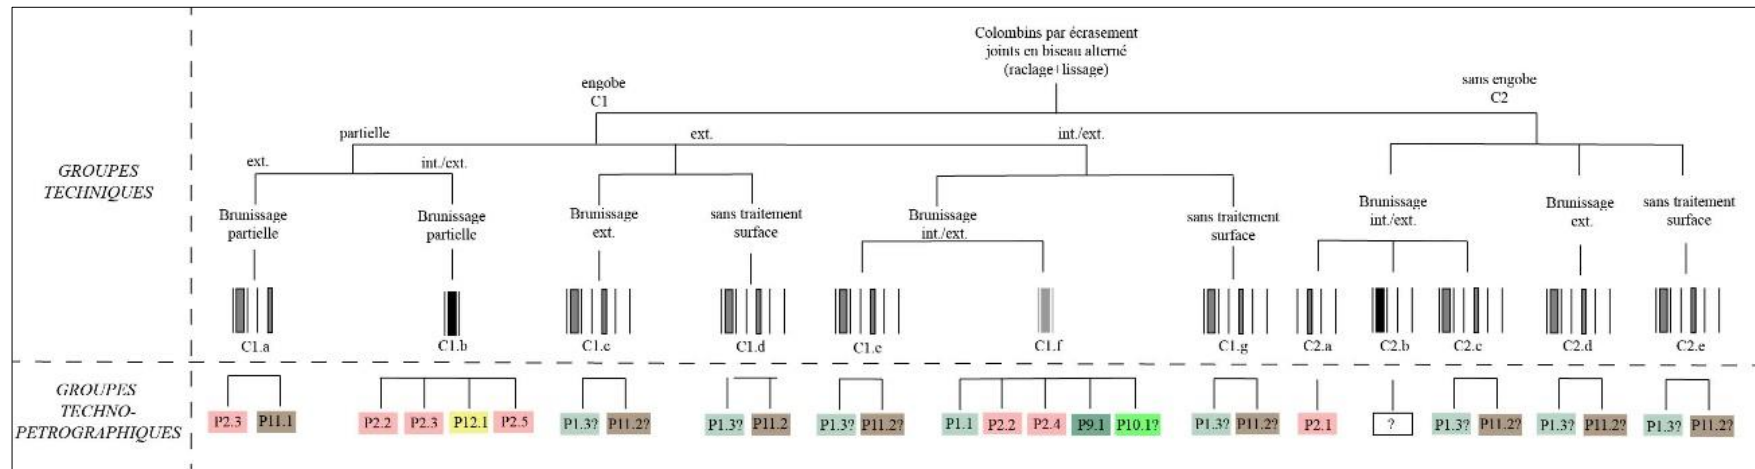 Colombins par écrasement
joints en biseau alterné
(raclage+lissage)
engobe
C1
sans engobe
C2
partielle
ext.
int./ext.
ext.
int./ext.
GROUPES
TECHNIQUES
Brunissage
partielle
Brunissage
partielle
Brunissage
ext.
sans traitement
surface
Brunissage
int./ext.
sans traitement
surface
Brunissage
int./ext.
Brunissage
ext.
sans traitement
surface
C1.a
C1.b
C1.c
C1.d
C1.e
C1.f
C1.g
C2.a
C2.b
C2.c
C2.d
C2.e
GROUPES
TECHNO-
PETROGRAPHIQUES
P2.3
P11.1
P2.2
P2.3
P12.1
P2.5
P1.3?
P11.2?
P1.3?
P11.2
P1.3?
P11.2?
P1.1
P2.2
P2.4
P9.1
P10.1?
P1.3?
P11.2?
P2.1
?
P1.3?
P11.2?
P1.3?
P11.2?
P1.3?
P11.2?